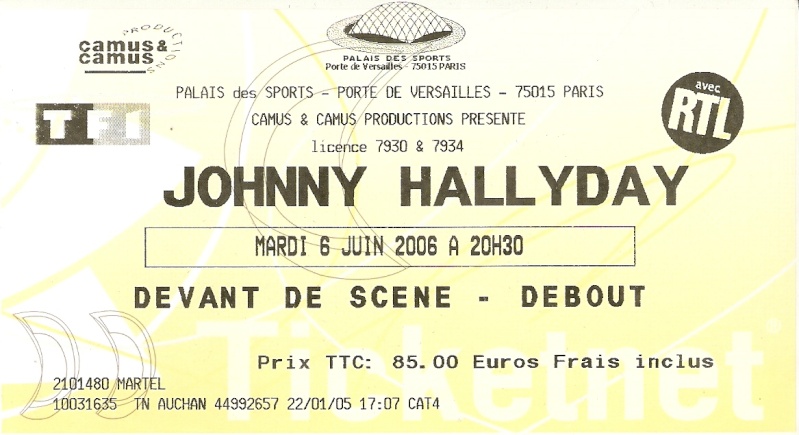 camus&
camus
PRODUCTIONS
PALAIS DES SPORTS
Porte de Versailles - 75015 PARIS
PALAIS des SPORTS - PORTE DE VERSAILLES - 75015 PARIS
CAMUS & CAMUS PRODUCTIONS PRESENTE
licence 7930 & 7934
TF1
avec
RTL
JOHNNY HALLYDAY
MARDI 6 JUIN 2006 A 20H30
DEVANT DE SCENE - DEBOUT
Ticketnet®
Prix TTC: 85.00 Euros Frais inclus
2101480 MARTEL
10031635 TN AUCHAN 44992657 22/01/05 17:07 CAT4